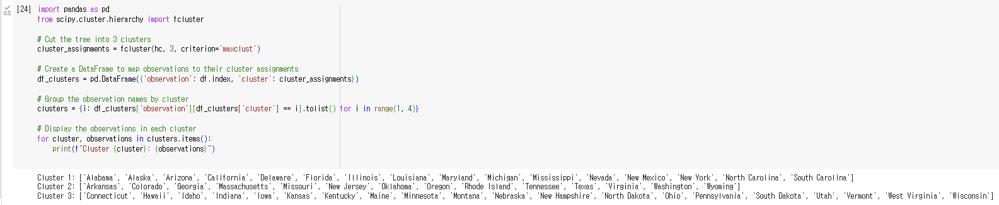 [24] import pandas as pd
0초 from scipy.cluster.hierarchy import fcluster
# Cut the tree into 3 clusters
cluster_assignments = fcluster(hc, 3, criterion='maxclust')
# Create a DataFrame to map observations to their cluster assignments
df_clusters = pd.DataFrame({'observation': df.index, 'cluster': cluster_assignments})
# Group the observation names by cluster
clusters = {i: df_clusters['observation'][df_clusters['cluster'] == i].tolist() for i in range(1, 4)}
# Display the observations in each cluster
for cluster, observations in clusters.items():
    print(f"Cluster {cluster}: {observations}")
Cluster 1: ['Alabama', 'Alaska', 'Arizona', 'California', 'Delaware', 'Florida', 'Illinois', 'Louisiana', 'Maryland', 'Michigan', 'Mississippi', 'Nevada', 'New Mexico', 'New York', 'North Carolina', 'South Carolina']
Cluster 2: ['Arkansas', 'Colorado', 'Georgia', 'Massachusetts', 'Missouri', 'New Jersey', 'Oklahoma', 'Oregon', 'Rhode Island', 'Tennessee', 'Texas', 'Virginia', 'Washington', 'Wyoming']
Cluster 3: ['Connecticut', 'Hawaii', 'Idaho', 'Indiana', 'Iowa', 'Kansas', 'Kentucky', 'Maine', 'Minnesota', 'Montana', 'Nebraska', 'New Hampshire', 'North Dakota', 'Ohio', 'Pennsylvania', 'South Dakota', 'Utah', 'Vermont', 'West Virginia', 'Wisconsin']